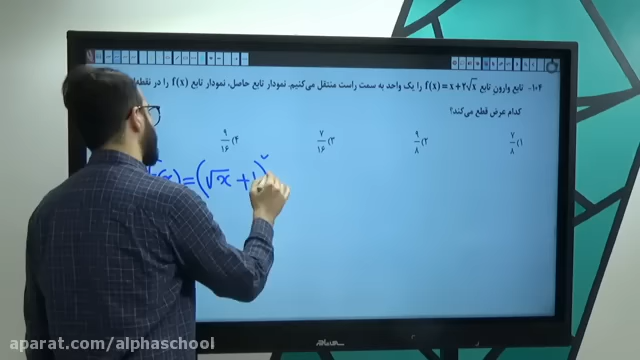 ۱۰۴- تابع وارون تابع f(x) = x + ۲√x را یک واحد به سمت راست منتقل می‌کنیم. نمودار تابع حاصل، نمودار تابع f(x) را در نقطه‌ای
کدام عرض قطع می‌کند؟
۱) ۷/۸ ۲) ۹/۸ ۳) ۷/۱۶ ۴) ۹/۱۶
= (√x + 1)²
aparat.com/alphaschool